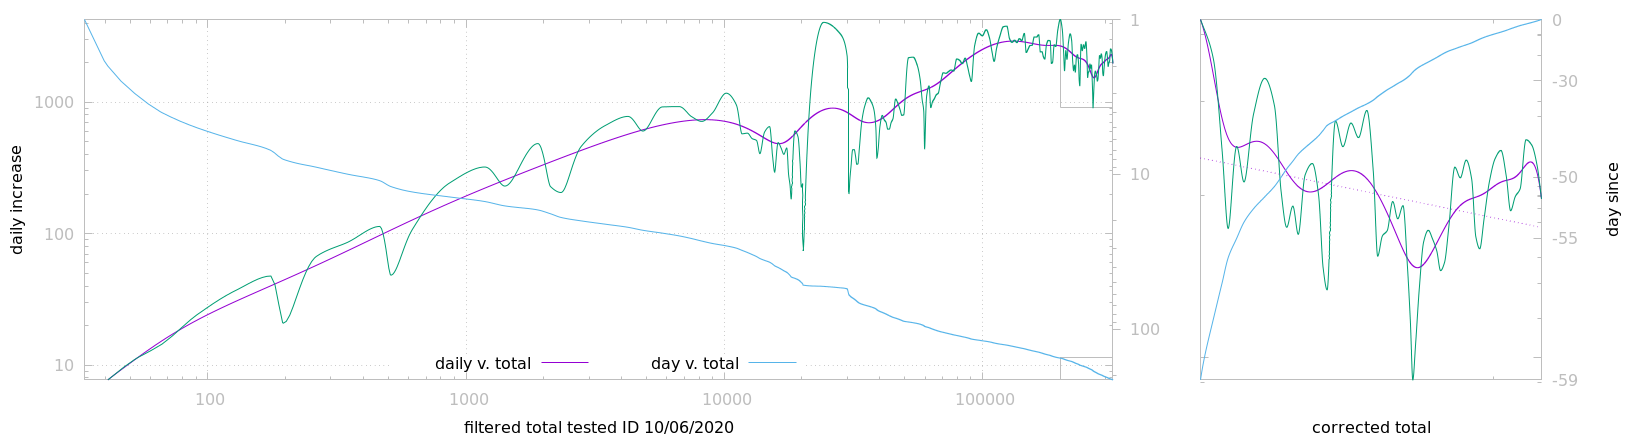 1
0
-30
1000
daily increase
10
-50
day since
100
-55
100
daily v. total
day v. total
10
-59
100
1000
10000
100000
filtered total tested ID 10/06/2020
corrected total